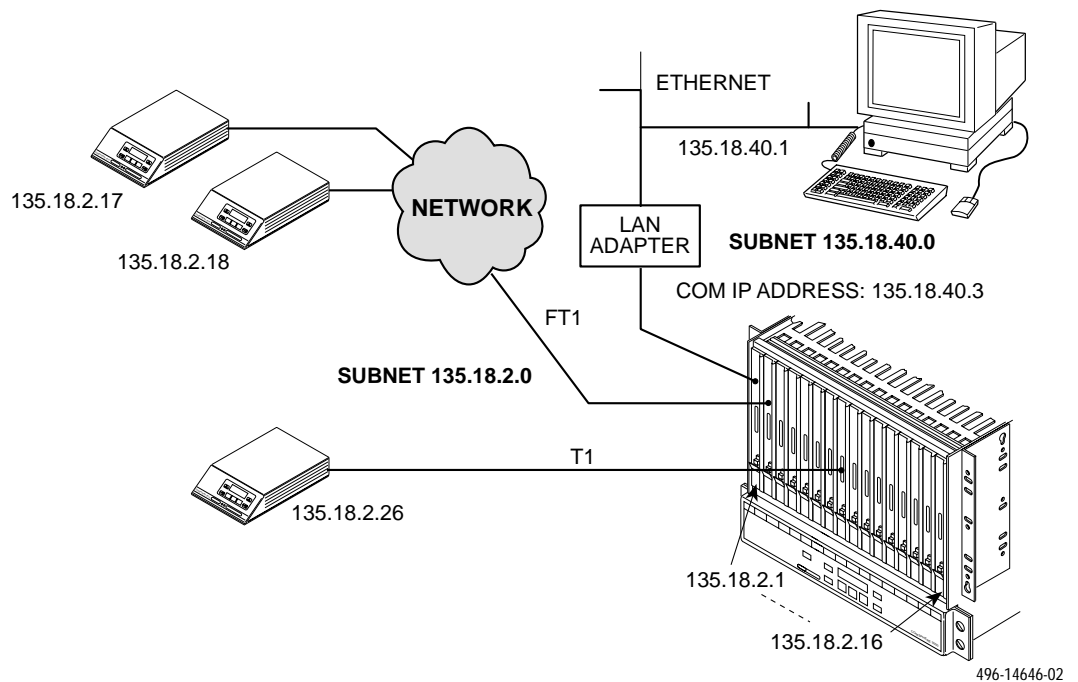 ETHERNET
135.18.40.1
135.18.2.17
135.18.2.18
NETWORK
LAN
ADAPTER
SUBNET 135.18.40.0
COM IP ADDRESS: 135.18.40.3
FT1
SUBNET 135.18.2.0
T1
135.18.2.26
135.18.2.1
135.18.2.16
496-14646-02